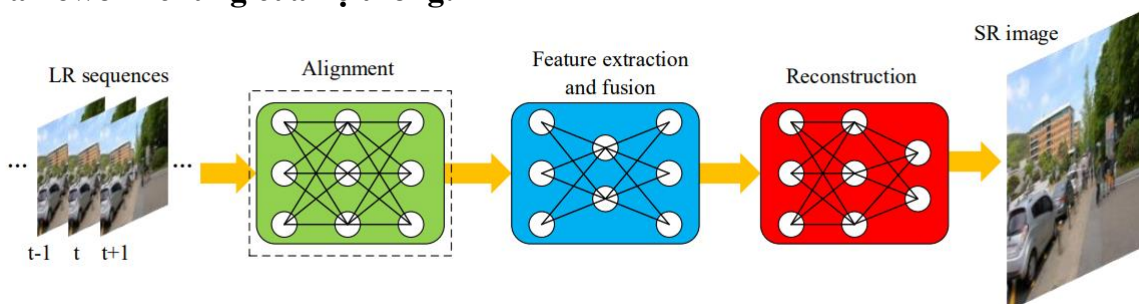 LR sequences
Alignment
Feature extraction
and fusion
Reconstruction
SR image
...
...
t-1 t t+1